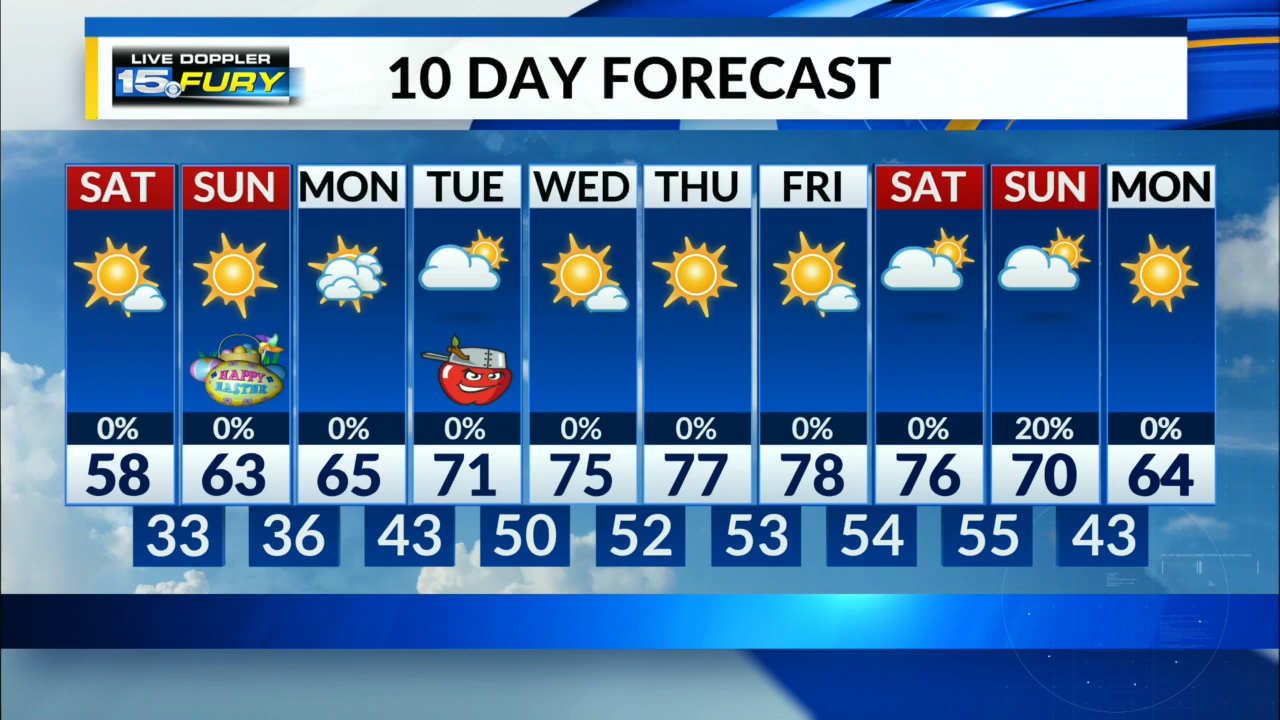 LIVE DOPPLER
15 FURY
10 DAY FORECAST
SAT SUN MON TUE WED THU FRI SAT SUN MON
HAPPY
EASTER
0% 0% 0% 0% 0% 0% 0% 0% 20% 0%
58 63 65 71 75 77 78 76 70 64
33 36 43 50 52 53 54 55 43